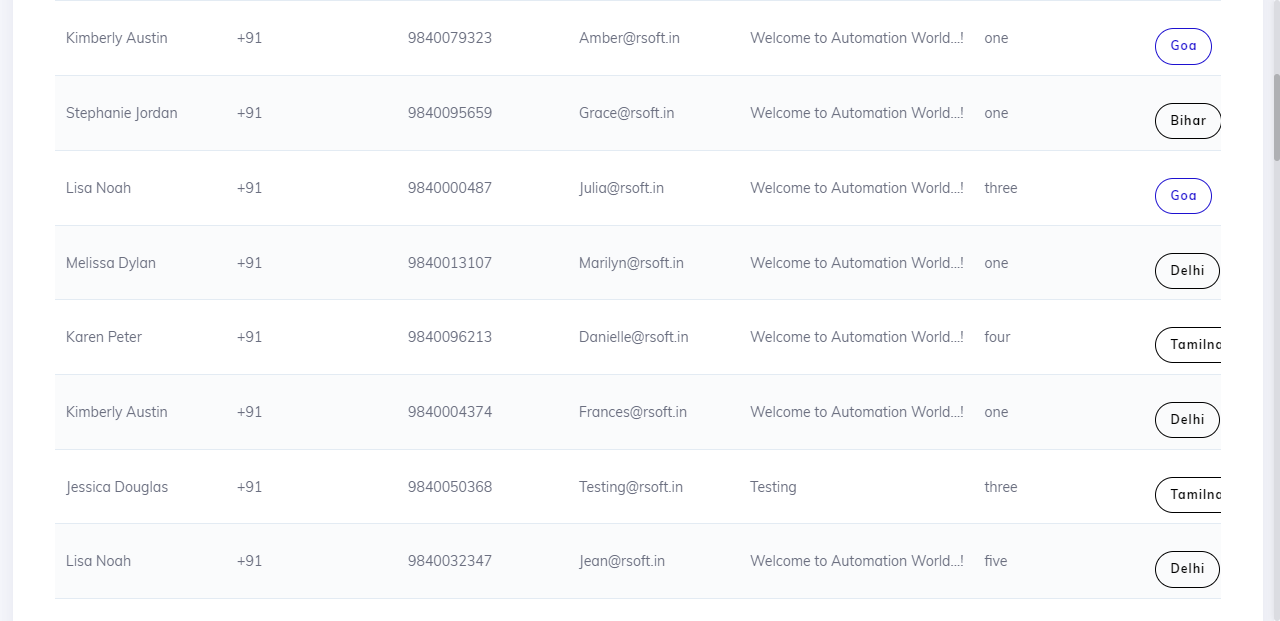 Kimberly Austin +91 9840079323 Amber@rsoft.in Welcome to Automation World...! one Goa
Stephanie Jordan +91 9840095659 Grace@rsoft.in Welcome to Automation World...! one Bihar
Lisa Noah +91 9840000487 Julia@rsoft.in Welcome to Automation World...! three Goa
Melissa Dylan +91 9840013107 Marilyn@rsoft.in Welcome to Automation World...! one Delhi
Karen Peter +91 9840096213 Danielle@rsoft.in Welcome to Automation World...! four Tamilna
Kimberly Austin +91 9840004374 Frances@rsoft.in Welcome to Automation World...! one Delhi
Jessica Douglas +91 9840050368 Testing@rsoft.in Testing three Tamilna
Lisa Noah +91 9840032347 Jean@rsoft.in Welcome to Automation World...! five Delhi